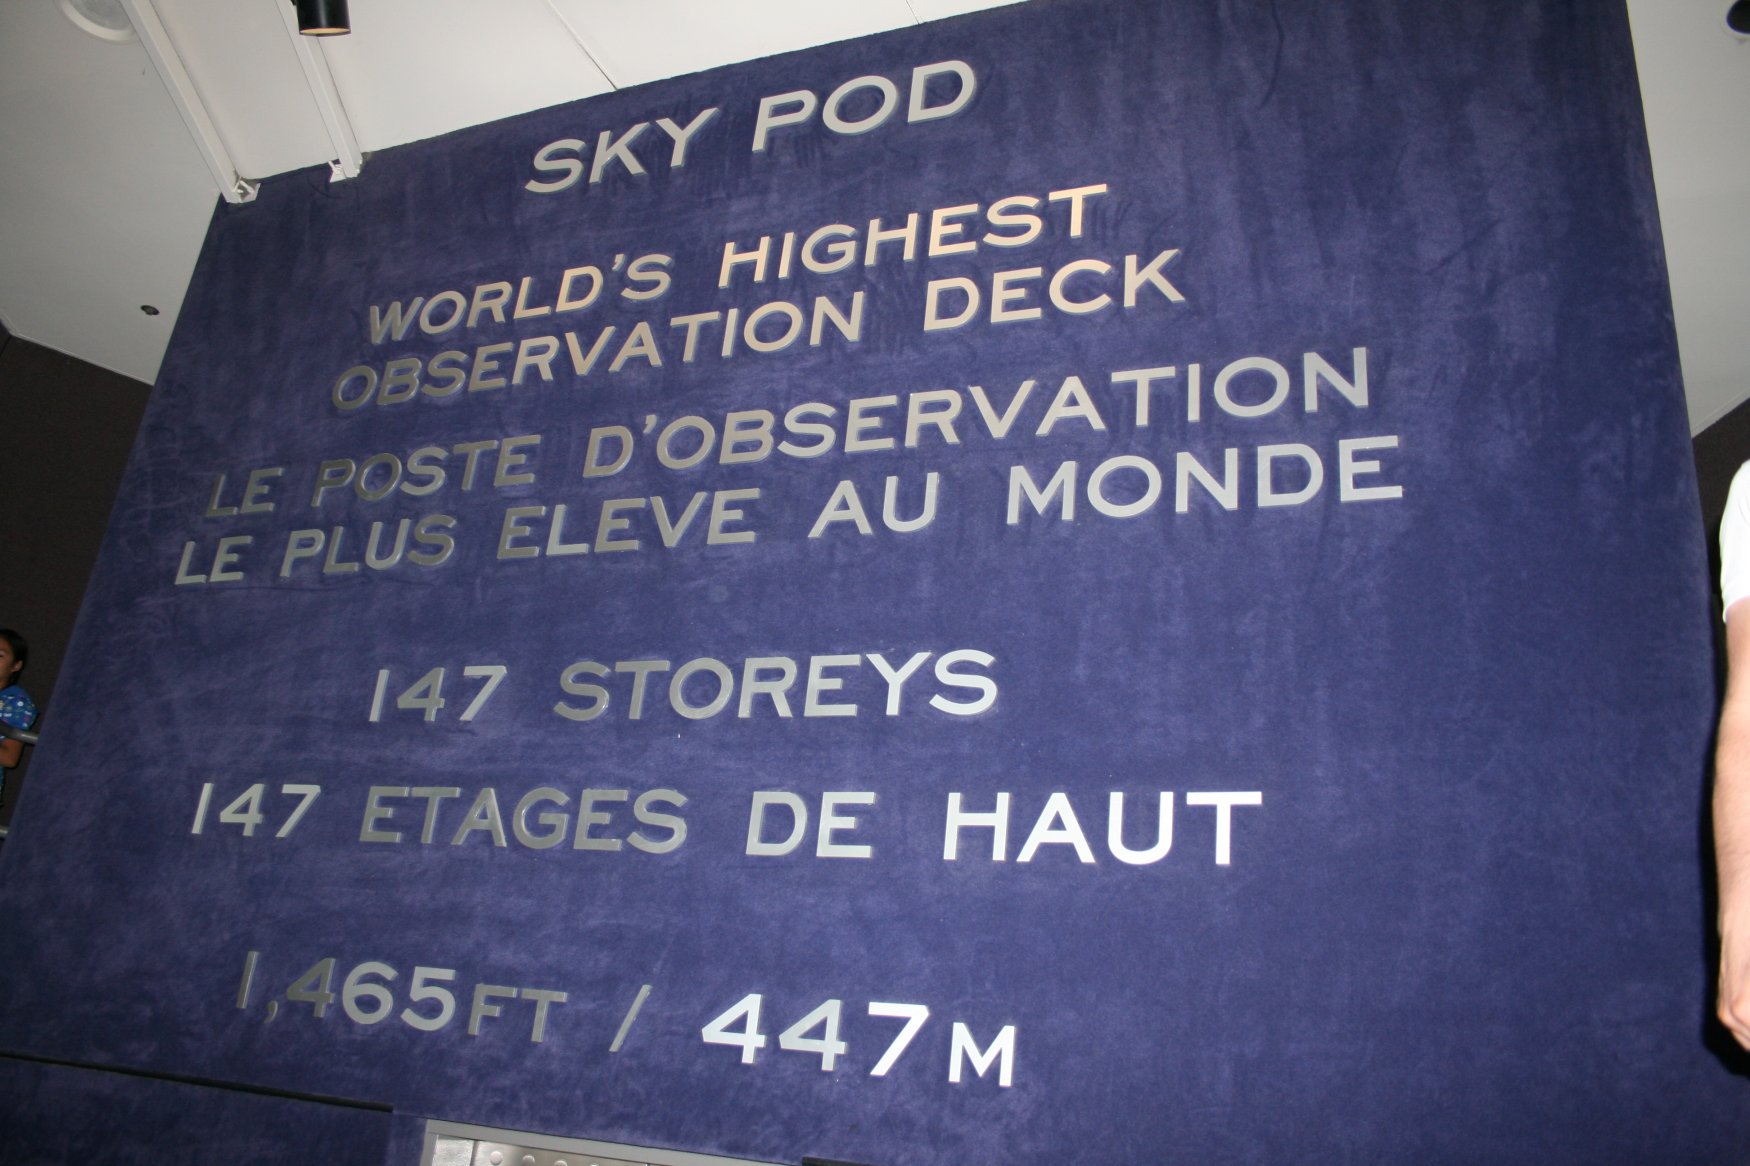 SKY POD
WORLD'S HIGHEST
OBSERVATION DECK
LE POSTE D'OBSERVATION
LE PLUS ELEVE AU MONDE
147 STOREYS
147 ETAGES DE HAUT
1,465FT / 447M